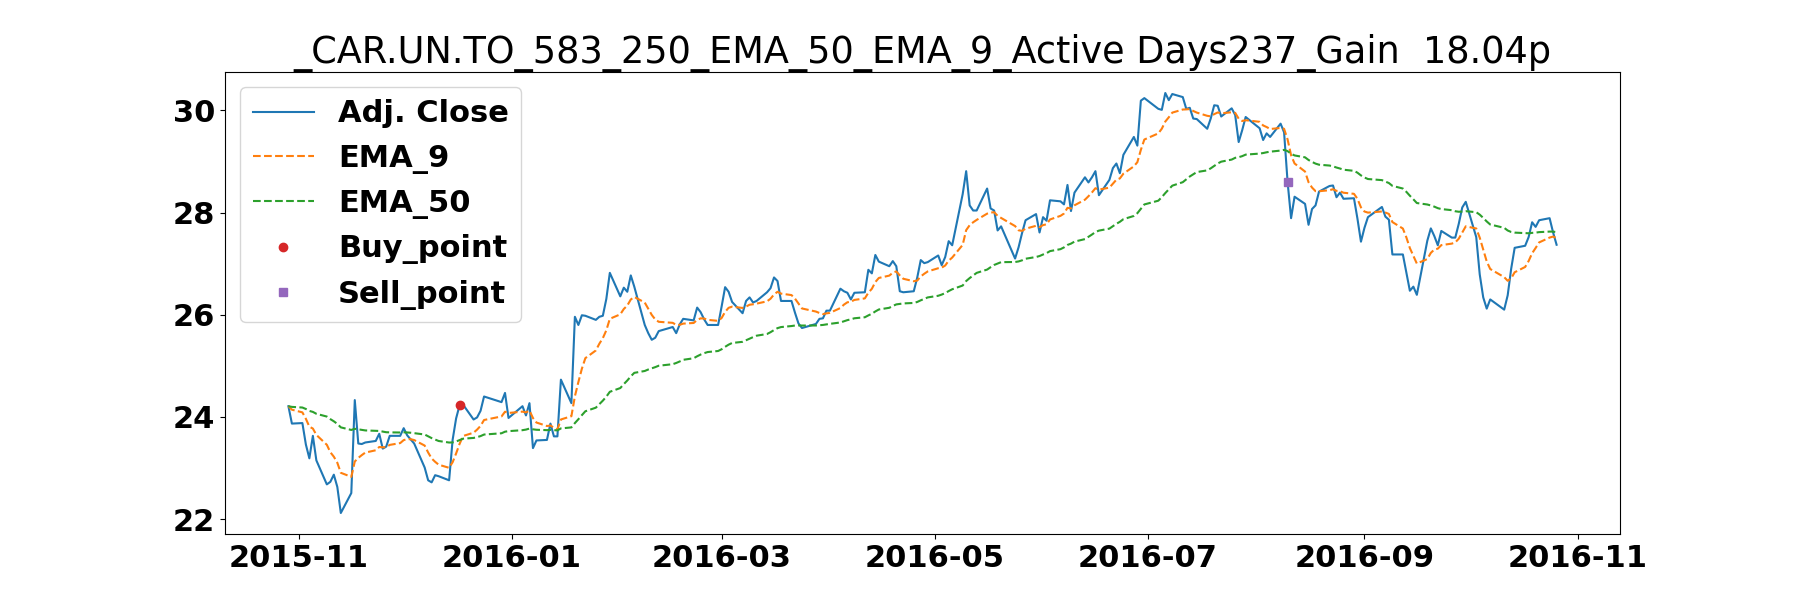 _CAR.UN.TO_583_250_EMA_50_EMA_9_Active Days237_Gain  18.04p
30
28
26
24
22
Adj. Close
EMA_9
EMA_50
Buy_point
Sell_point
2015-11 2016-01 2016-03 2016-05 2016-07 2016-09 2016-11